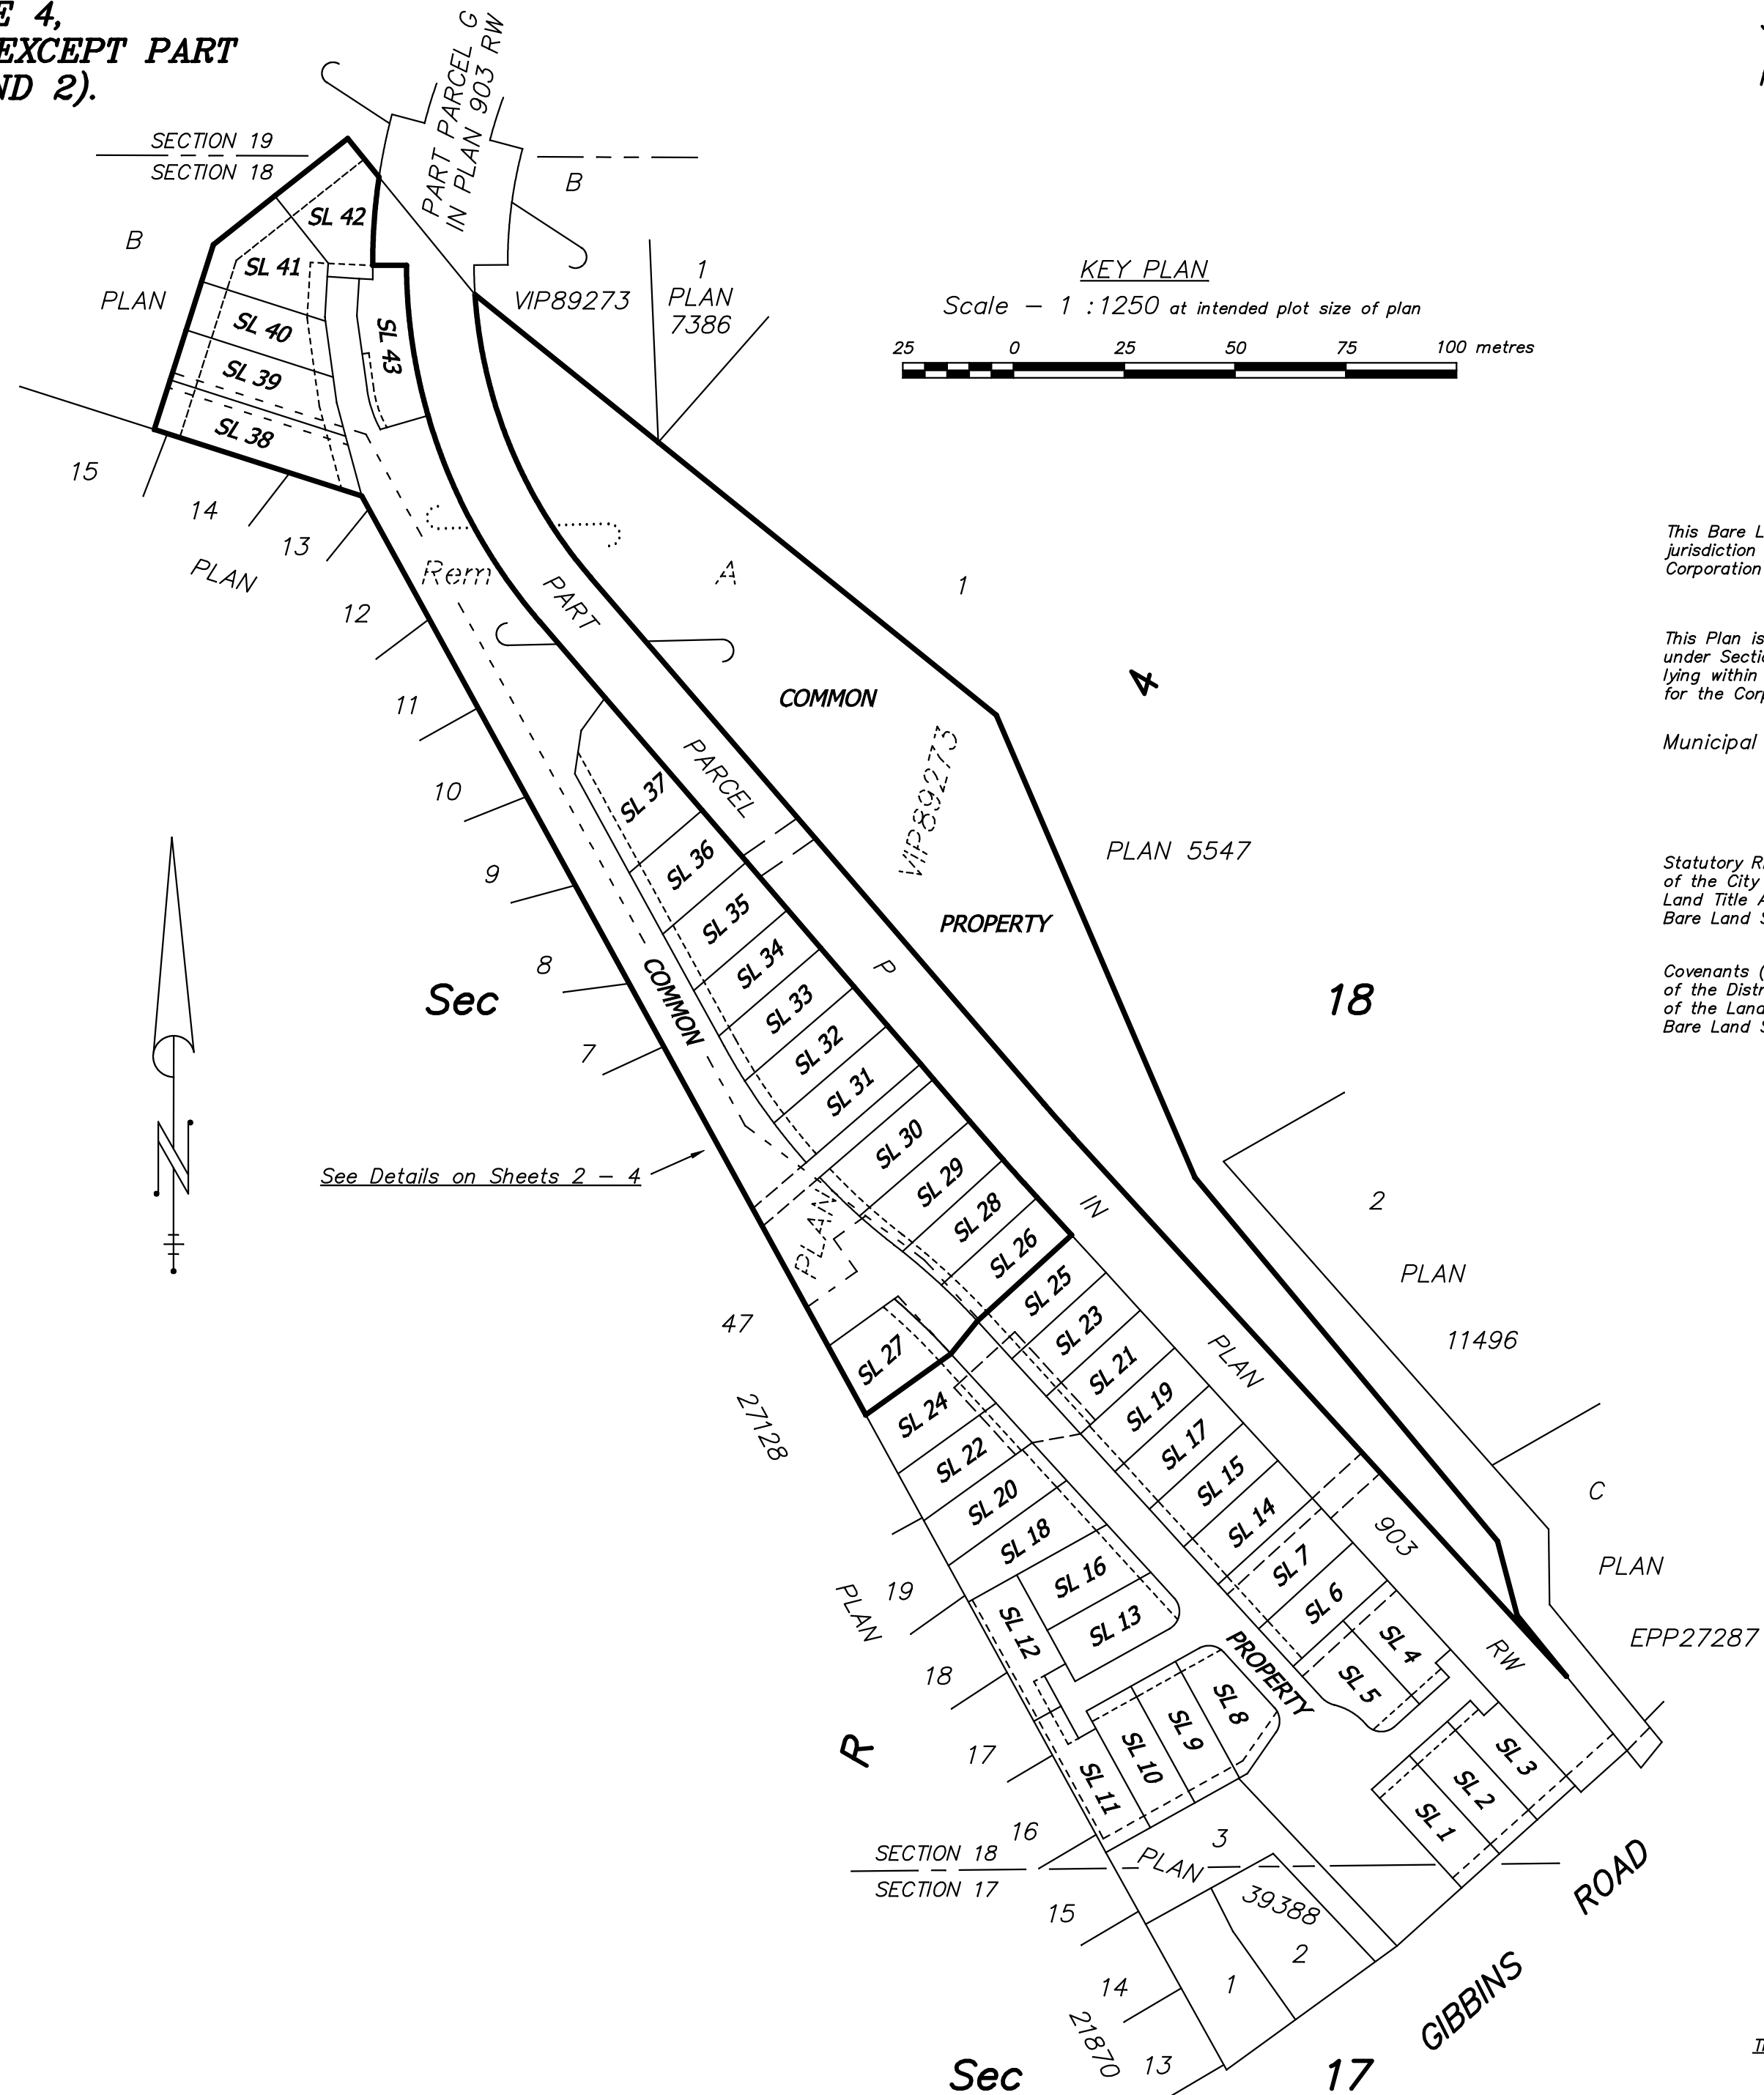 E 4,
EXCEPT PART
ND 2).
PART PARCEL G
IN PLAN 903 RW
SECTION 19
SECTION 18
B
B
PLAN
VIP89273
1
PLAN
7386
KEY PLAN
Scale – 1 : 1250 at intended plot size of plan
25 0 25 50 75 100 metres
SL 42
SL 41
SL 40
SL 39
SL 38
SL 43
15
14
13
PLAN
12
11
10
9
8
7
Rem
A
1
PART
PARCEL
P
IN
PLAN
903
RW
COMMON
PROPERTY
VIP89273
4
PLAN 5547
This Bare L
jurisdiction
Corporation
This Plan is
under Sectio
lying within
for the Corp
Municipal
Statutory R
of the City
Land Title A
Bare Land S
Covenants (
of the Distr
of the Land
Bare Land S
Sec
18
COMMON
SL 37
SL 36
SL 35
SL 34
SL 33
SL 32
SL 31
SL 30
SL 29
SL 28
SL 26
SL 25
SL 23
SL 21
SL 19
SL 17
SL 15
SL 14
SL 7
SL 6
SL 4
SL 5
SL 3
SL 2
SL 1
N
See Details on Sheets 2 – 4
PLAN
47
27128
SL 27
SL 24
SL 22
SL 20
SL 18
SL 16
SL 13
SL 12
SL 8
SL 9
SL 10
SL 11
PROPERTY
2
PLAN
11496
C
PLAN
EPP27287
PLAN
19
18
17
16
R
SECTION 18
SECTION 17
3
PLAN
39388
2
1
15
14
13
21870
GIBBINS
ROAD
Sec
17